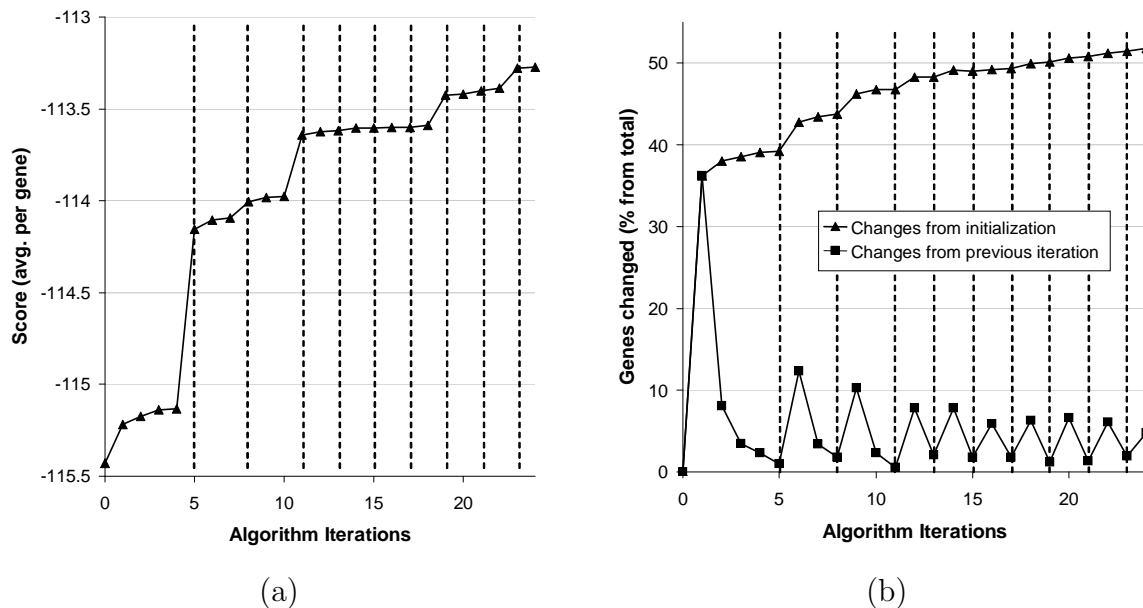 -113
-113.5
-114
-114.5
-115
-115.5
Score (avg. per gene)
0 5 10 15 20
Algorithm Iterations
(a)
50
40
30
20
10
0
Genes changed (% from total)
Changes from initialization
Changes from previous iteration
0 5 10 15 20
Algorithm Iterations
(b)